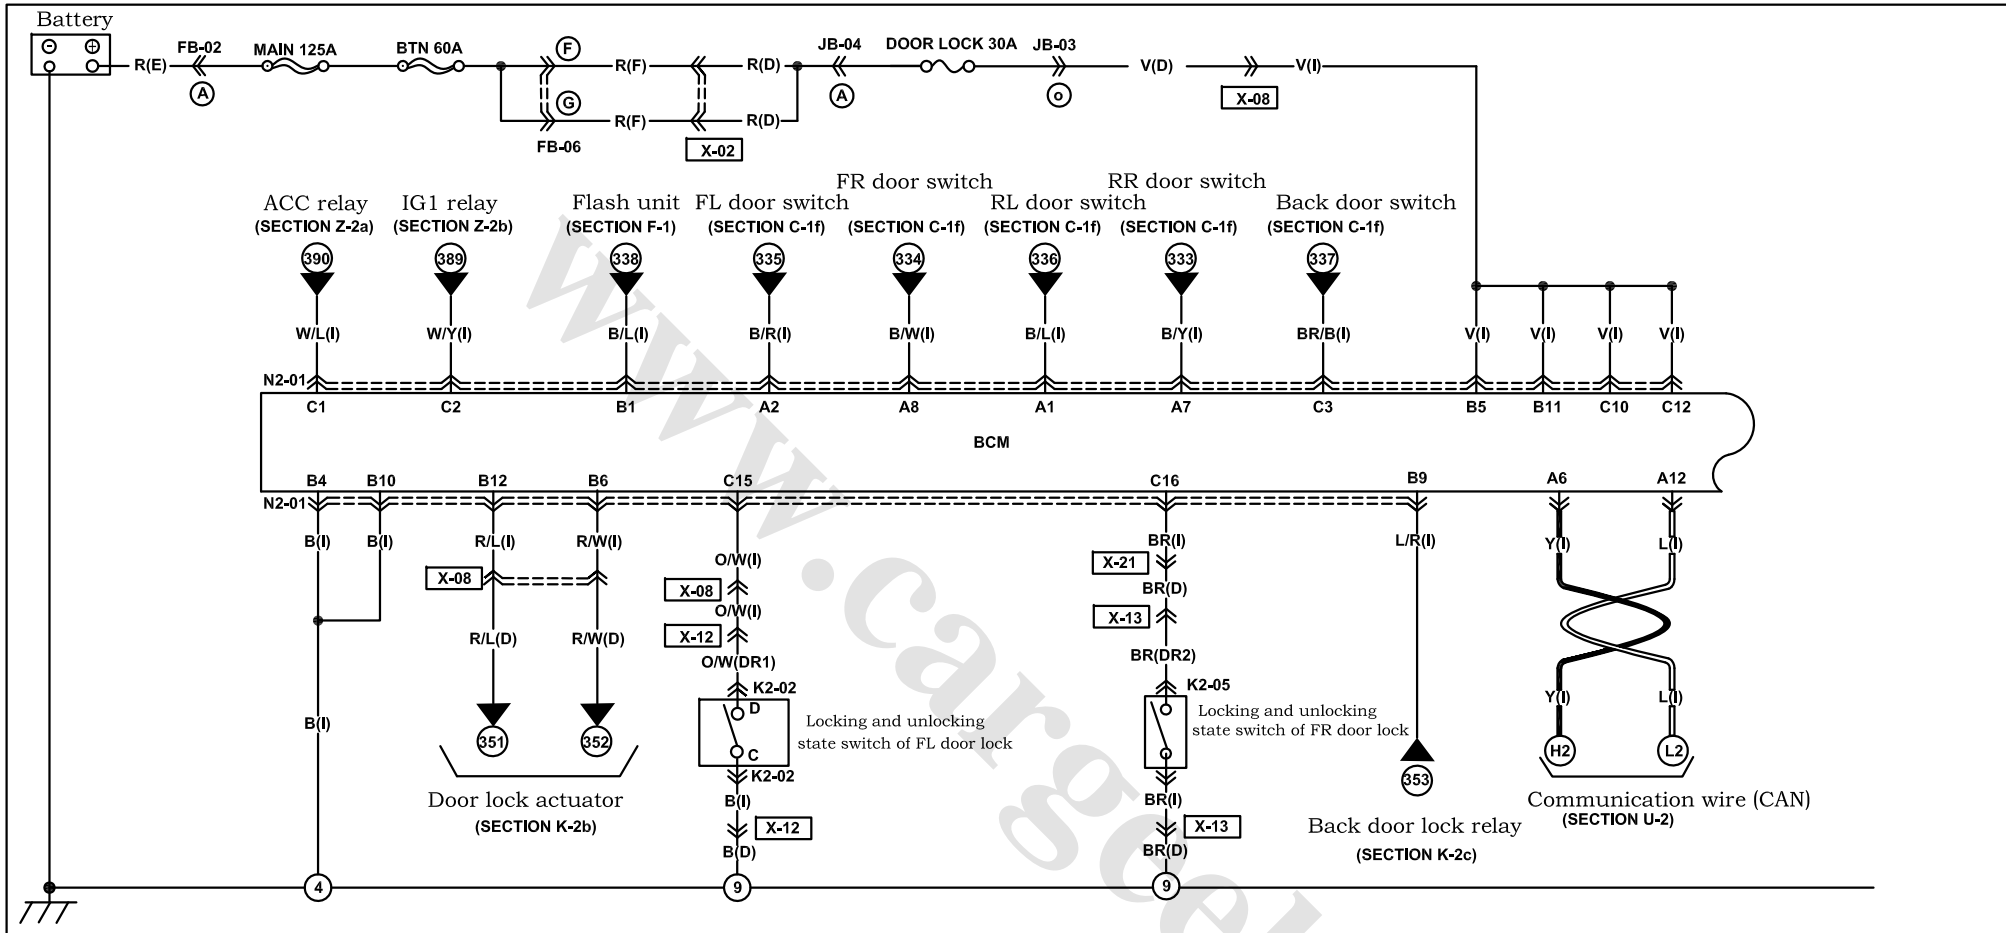 Battery
FB-02 MAIN 125A BTN 60A F JB-04 DOOR LOCK 30A JB-03
R(E) R(F) R(D) V(D) V(I)
A G A o X-08
R(F) R(D)
FB-06 X-02
FR door switch RR door switch
ACC relay IG1 relay Flash unit FL door switch RL door switch Back door switch
(SECTION Z-2a) (SECTION Z-2b) (SECTION F-1) (SECTION C-1f) (SECTION C-1f) (SECTION C-1f) (SECTION C-1f) (SECTION C-1f)
390 389 338 335 334 336 333 337
W/L(I) W/Y(I) B/L(I) B/R(I) B/W(I) B/L(I) B/Y(I) BR/B(I) V(I) V(I) V(I) V(I)
N2-01
C1 C2 B1 A2 A8 A1 A7 C3 B5 B11 C10 C12
BCM
B4 B10 B12 B6 C15 C16 B9 A6 A12
N2-01
B(I) B(I) R/L(I) R/W(I) BR(I) L/R(I) Y(I) L(I)
O/W(I) X-21
X-08 X-08 BR(D)
O/W(I) X-13
X-12
R/L(D) R/W(D)
O/W(DR1) BR(DR2)
K2-02 K2-05
D
B(I) Y(I) L(I)
Locking and unlocking Locking and unlocking
state switch of FL door lock state switch of FR door lock
351 352 C H2 L2
K2-02 353
Door lock actuator B(I) BR(I) Communication wire (CAN)
(SECTION K-2b) X-12 X-13 Back door lock relay (SECTION U-2)
B(D) BR(D) (SECTION K-2c)
4 9 9
www.cargeek